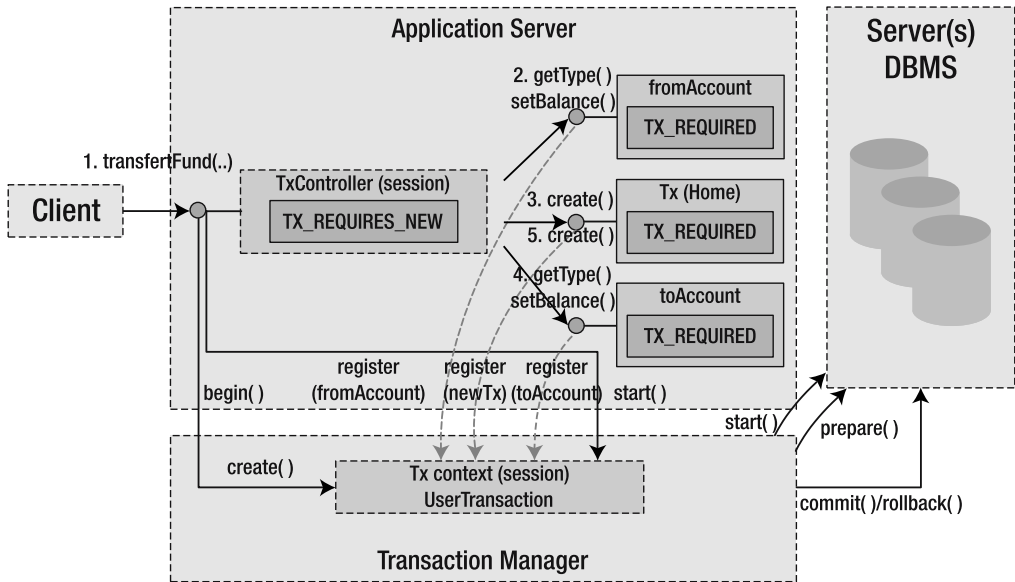 Application Server
Server(s)
DBMS
2. getType( )
setBalance( )
fromAccount
TX_REQUIRED
1. transfertFund(..)
Client
TxController (session)
TX_REQUIRES_NEW
3. create( )
5. create( )
Tx (Home)
TX_REQUIRED
4. getType( )
setBalance( )
toAccount
TX_REQUIRED
begin( )
register
(fromAccount)
register
(newTx)
register
(toAccount)
start( )
start( )
prepare( )
create( )
Tx context (session)
UserTransaction
commit( )/rollback( )
Transaction Manager